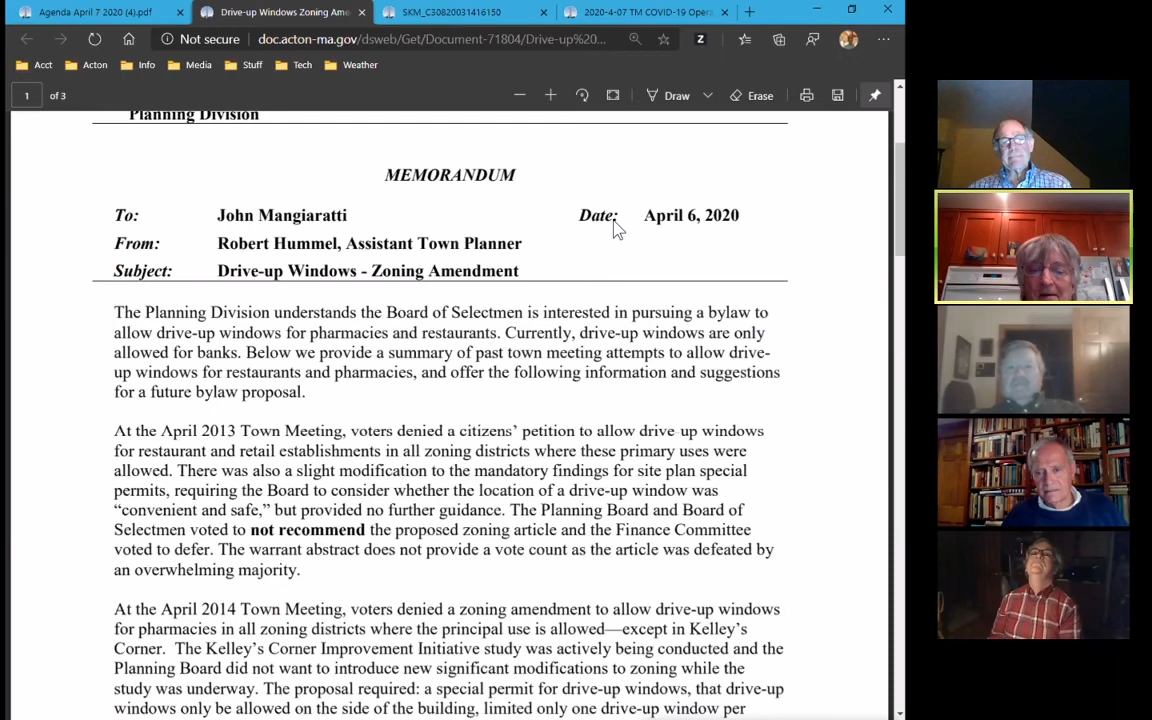 Agenda April 7 2020 (4).pdf
Drive-up Windows Zoning Ame
SKM_C30820031416150
2020-4-07 TM COVID-19 Oper
Not secure
doc.acton-ma.gov/dsweb/Get/Document-71804/Drive-up%20...
Acct
Acton
Info
Media
Stuff
Tech
Weather
1 of 3
Draw
Erase
Planning Division
MEMORANDUM
To: John Mangiaratti Date: April 6, 2020
From: Robert Hummel, Assistant Town Planner
Subject: Drive-up Windows - Zoning Amendment
The Planning Division understands the Board of Selectmen is interested in pursuing a bylaw to
allow drive-up windows for pharmacies and restaurants. Currently, drive-up windows are only
allowed for banks. Below we provide a summary of past town meeting attempts to allow drive-
up windows for restaurants and pharmacies, and offer the following information and suggestions
for a future bylaw proposal.
At the April 2013 Town Meeting, voters denied a citizens’ petition to allow drive-up windows
for restaurant and retail establishments in all zoning districts where these primary uses were
allowed. There was also a slight modification to the mandatory findings for site plan special
permits, requiring the Board to consider whether the location of a drive-up window was
“convenient and safe,” but provided no further guidance. The Planning Board and Board of
Selectmen voted to not recommend the proposed zoning article and the Finance Committee
voted to defer. The warrant abstract does not provide a vote count as the article was defeated by
an overwhelming majority.
At the April 2014 Town Meeting, voters denied a zoning amendment to allow drive-up windows
for pharmacies in all zoning districts where the principal use is allowed—except in Kelley’s
Corner. The Kelley’s Corner Improvement Initiative study was actively being conducted and the
Planning Board did not want to introduce new significant modifications to zoning while the
study was underway. The proposal required: a special permit for drive-up windows, that drive-up
windows only be allowed on the side of the building, limited only one drive-up window per